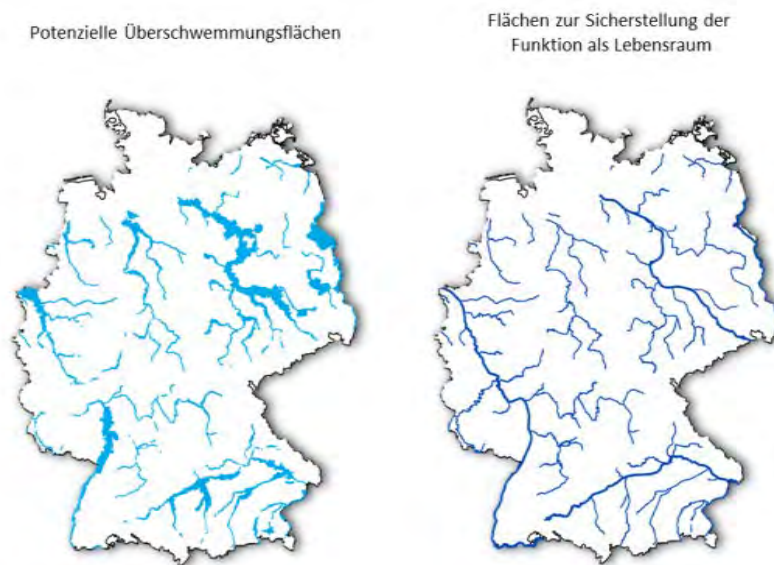 Potenzielle Überschwemmungsflächen
Flächen zur Sicherstellung der
Funktion als Lebensraum